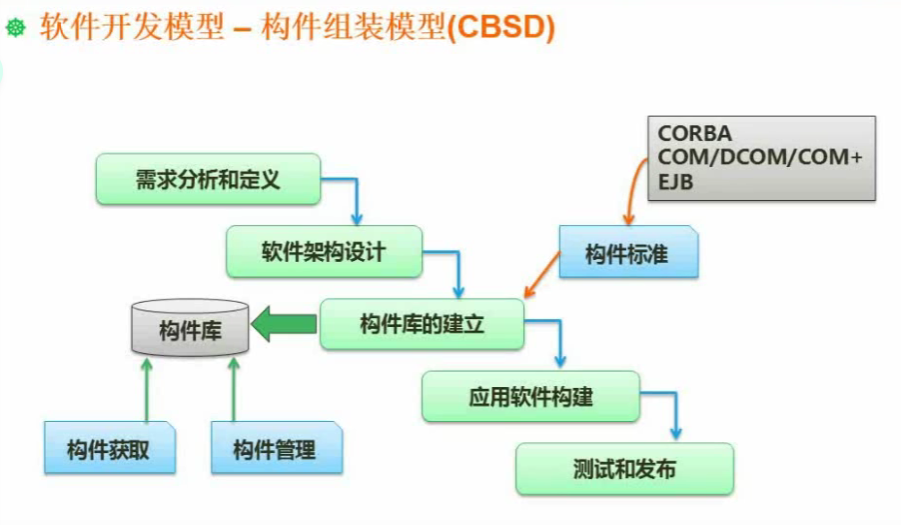 软件开发模型 – 构件组装模型(CBSD)
CORBA
COM/DCOM/COM+
EJB
需求分析和定义
软件架构设计
构件标准
构件库
构件库的建立
应用软件构建
构件获取
构件管理
测试和发布